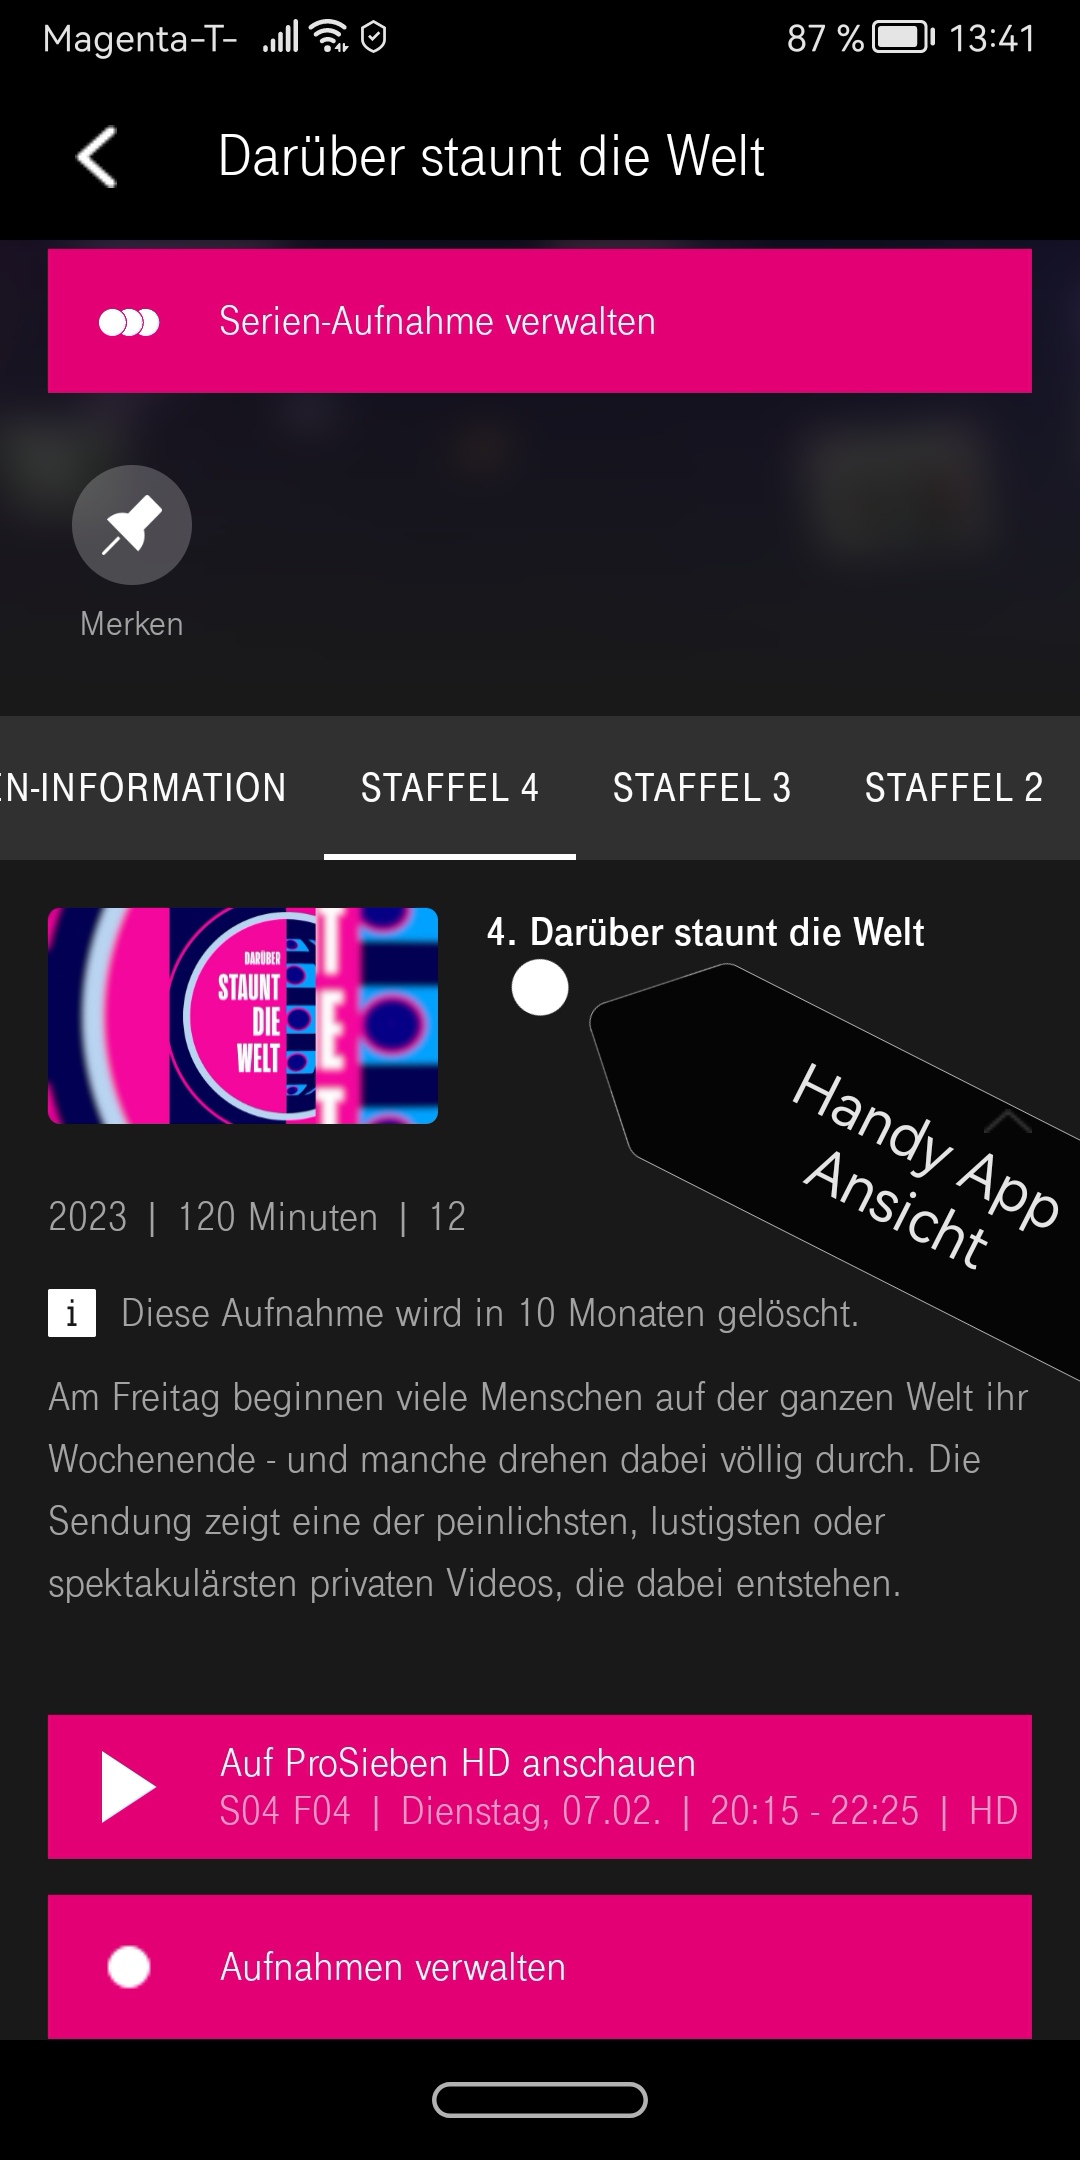 Magenta-T- 87 % 13:41
Darüber staunt die Welt
Serien-Aufnahme verwalten
Merken
EN-INFORMATION STAFFEL 4 STAFFEL 3 STAFFEL 2
DARÜBER
STAUNT
DIE
WELT
T
E
T
4. Darüber staunt die Welt
Handy App
Ansicht
2023 | 120 Minuten | 12
i Diese Aufnahme wird in 10 Monaten gelöscht.
Am Freitag beginnen viele Menschen auf der ganzen Welt ihr
Wochenende - und manche drehen dabei völlig durch. Die
Sendung zeigt eine der peinlichsten, lustigsten oder
spektakulärsten privaten Videos, die dabei entstehen.
Auf ProSieben HD anschauen
S04 F04 | Dienstag, 07.02. | 20:15 - 22:25 | HD
Aufnahmen verwalten